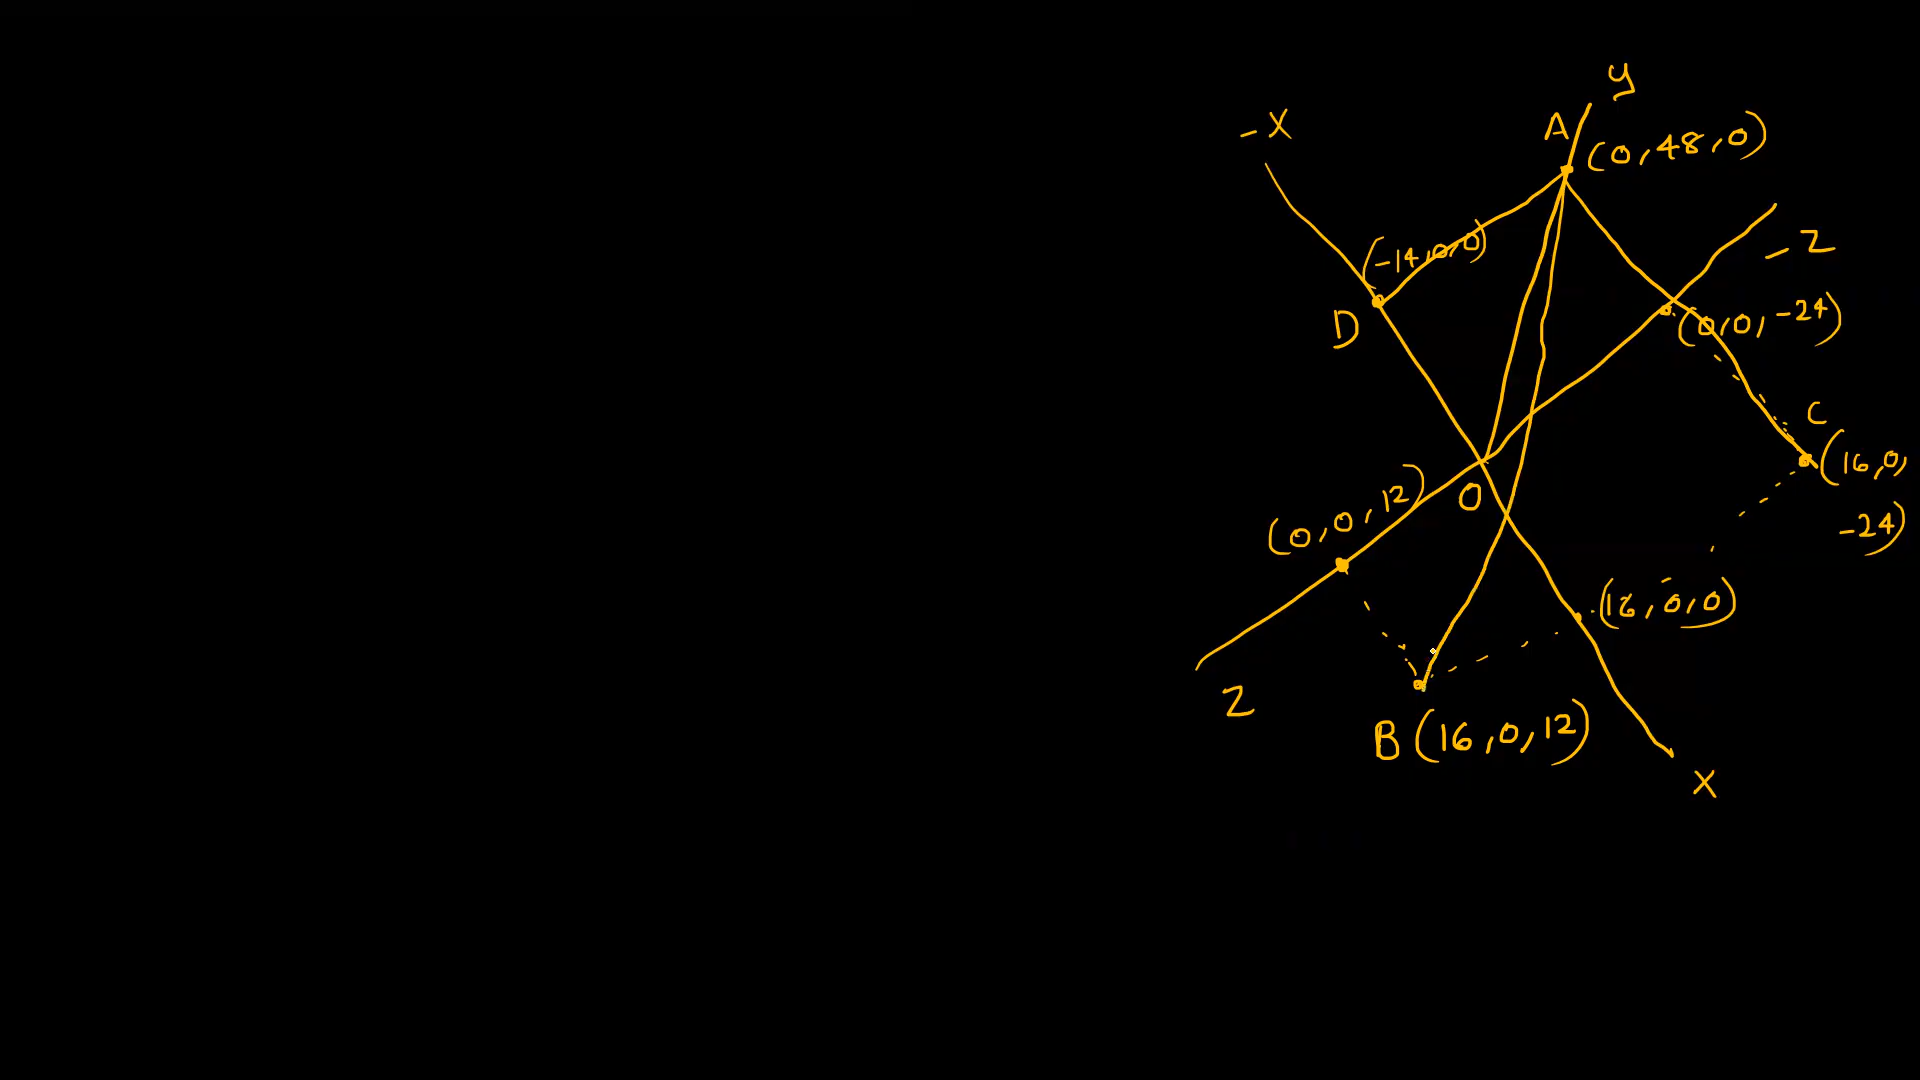 y
-X
A
(0,48,0)
(-14,0,0)
-Z
D
(0,0,-24)
C
(16,0,
-24)
O
(0,0,12)
(16,0,0)
Z
B (16,0,12)
X